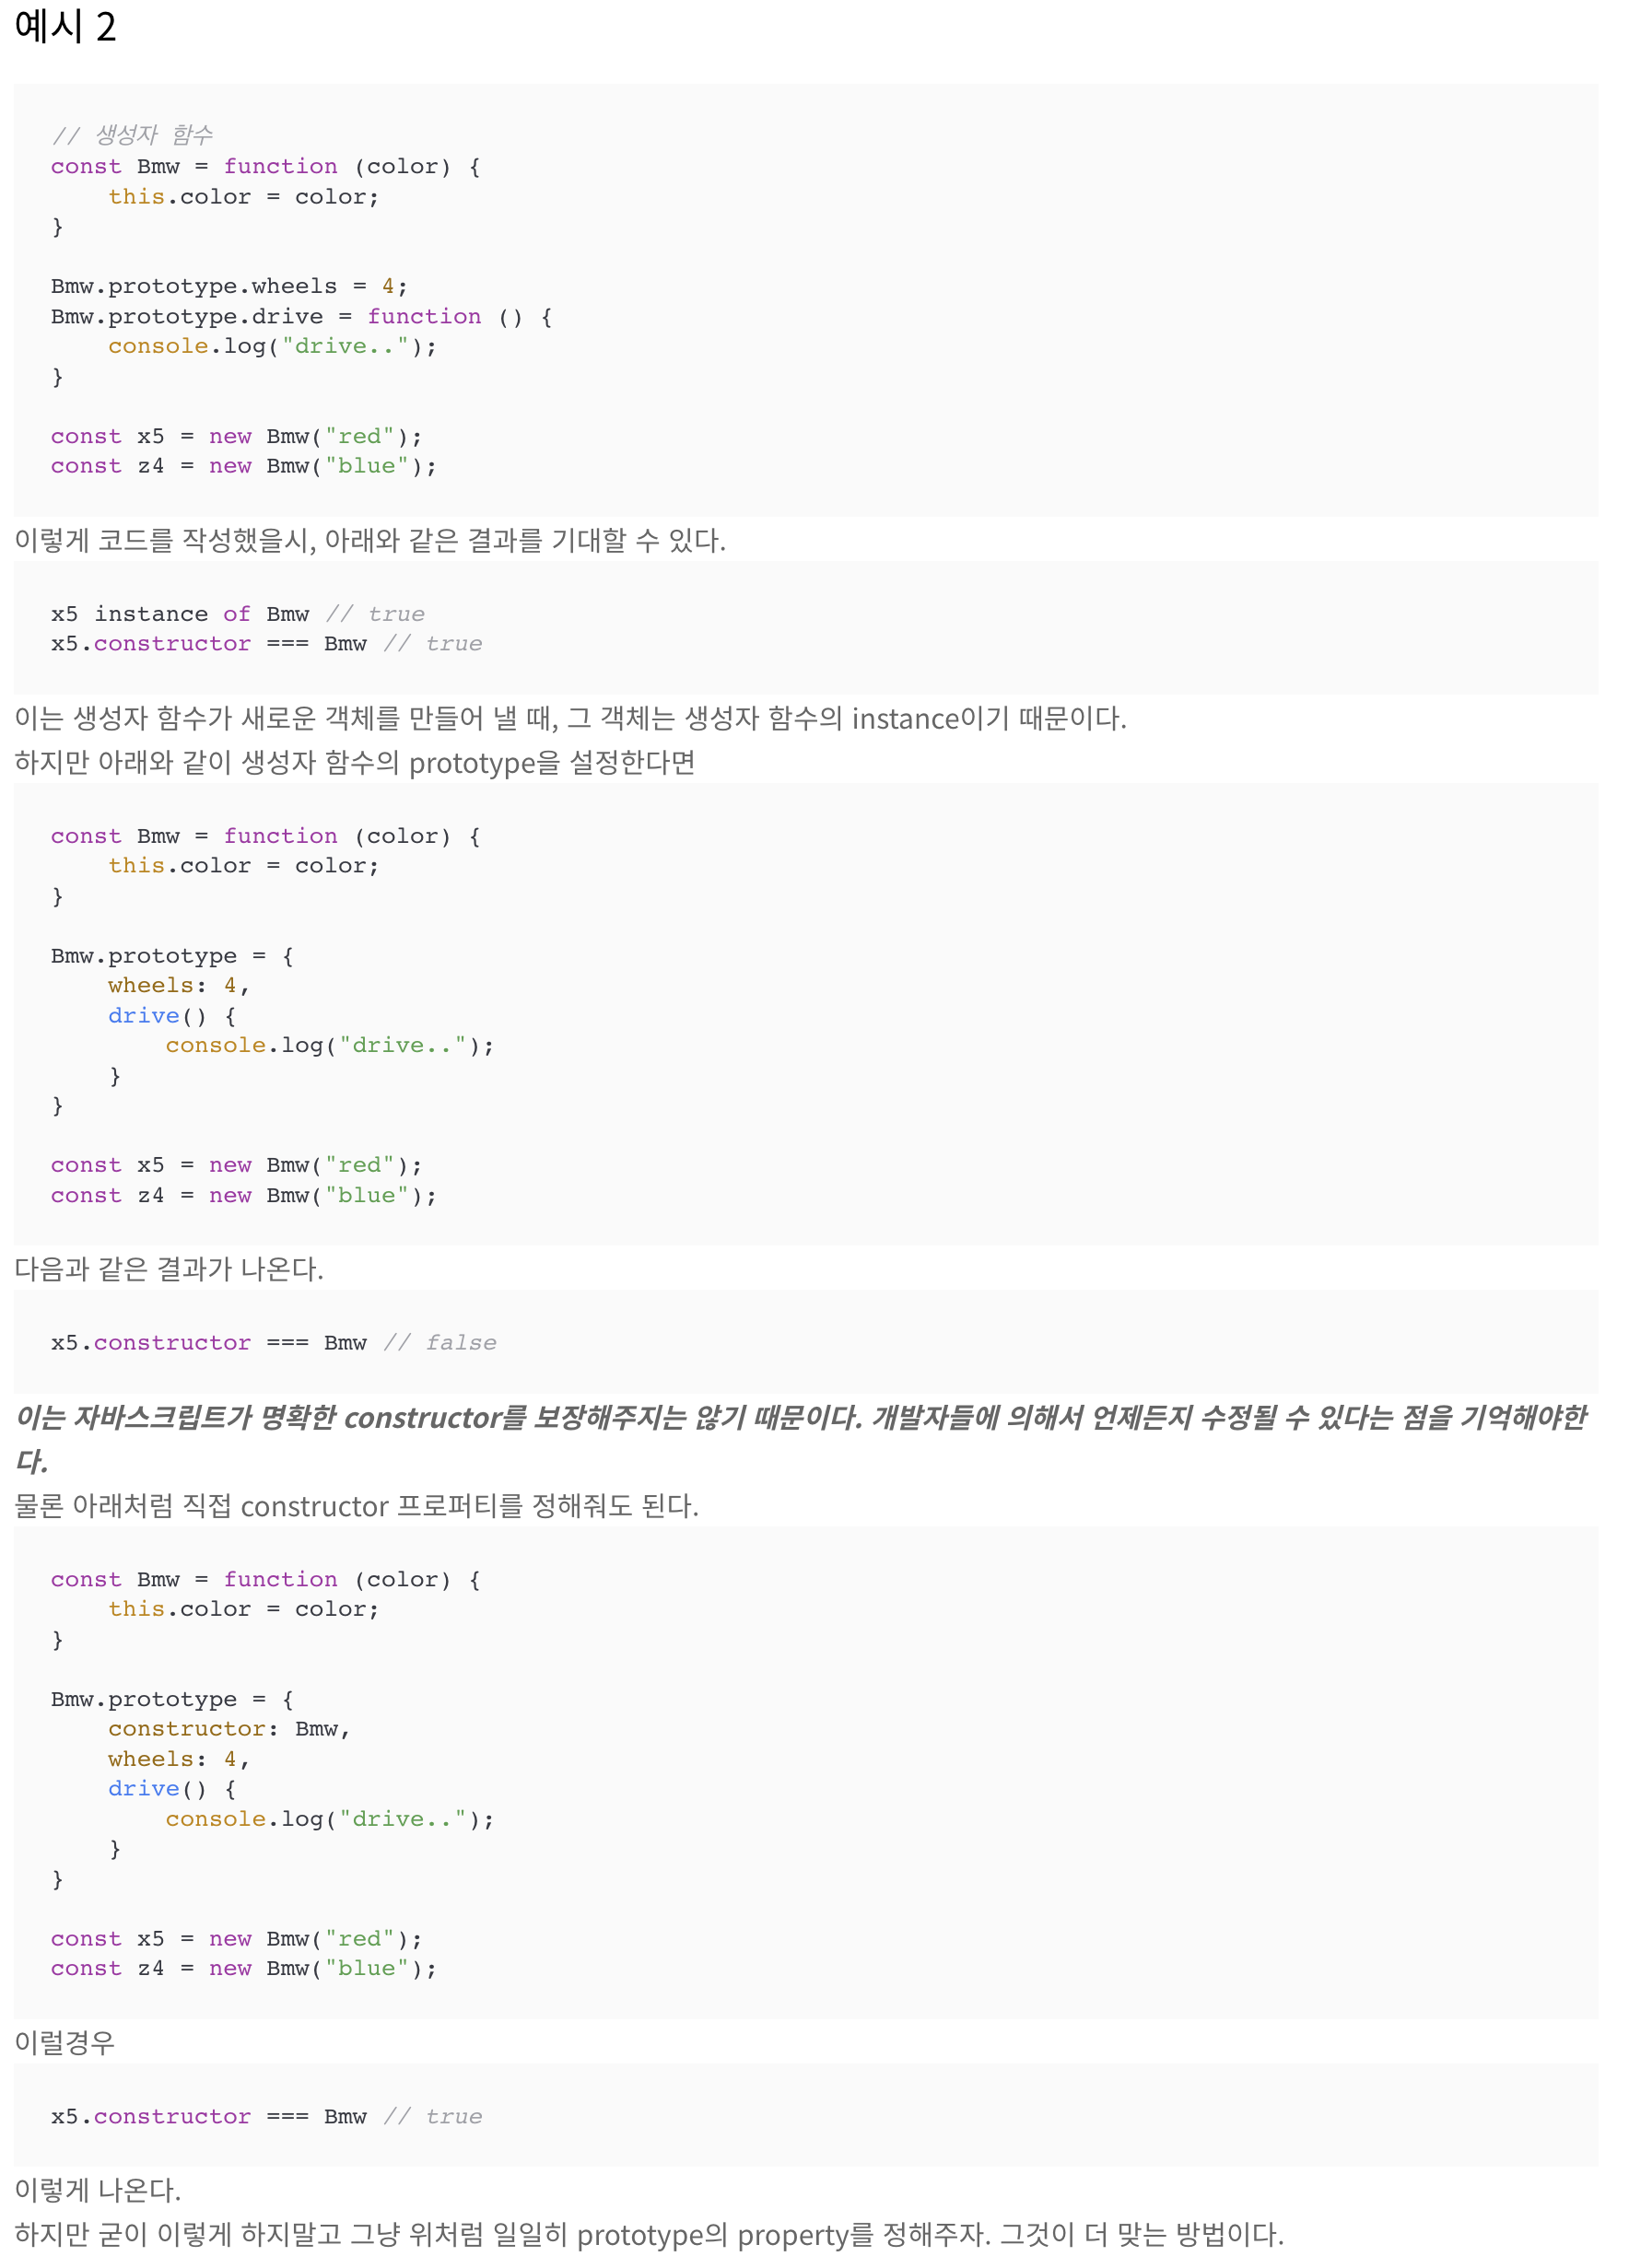 예시 2
// 생성자 함수
const Bmw = function (color) {
    this.color = color;
}
Bmw.prototype.wheels = 4;
Bmw.prototype.drive = function () {
    console.log("drive..");
}
const x5 = new Bmw("red");
const z4 = new Bmw("blue");
이렇게 코드를 작성했을시, 아래와 같은 결과를 기대할 수 있다.
x5 instance of Bmw // true
x5.constructor === Bmw // true
이는 생성자 함수가 새로운 객체를 만들어 낼 때, 그 객체는 생성자 함수의 instance이기 때문이다.
하지만 아래와 같이 생성자 함수의 prototype을 설정한다면
const Bmw = function (color) {
    this.color = color;
}
Bmw.prototype = {
    wheels: 4,
    drive() {
        console.log("drive..");
    }
}
const x5 = new Bmw("red");
const z4 = new Bmw("blue");
다음과 같은 결과가 나온다.
x5.constructor === Bmw // false
이는 자바스크립트가 명확한 constructor를 보장해주지는 않기 때문이다. 개발자들에 의해서 언제든지 수정될 수 있다는 점을 기억해야한
다.
물론 아래처럼 직접 constructor 프로퍼티를 정해줘도 된다.
const Bmw = function (color) {
    this.color = color;
}
Bmw.prototype = {
    constructor: Bmw,
    wheels: 4,
    drive() {
        console.log("drive..");
    }
}
const x5 = new Bmw("red");
const z4 = new Bmw("blue");
이럴경우
x5.constructor === Bmw // true
이렇게 나온다.
하지만 굳이 이렇게 하지말고 그냥 위처럼 일일히 prototype의 property를 정해주자. 그것이 더 맞는 방법이다.